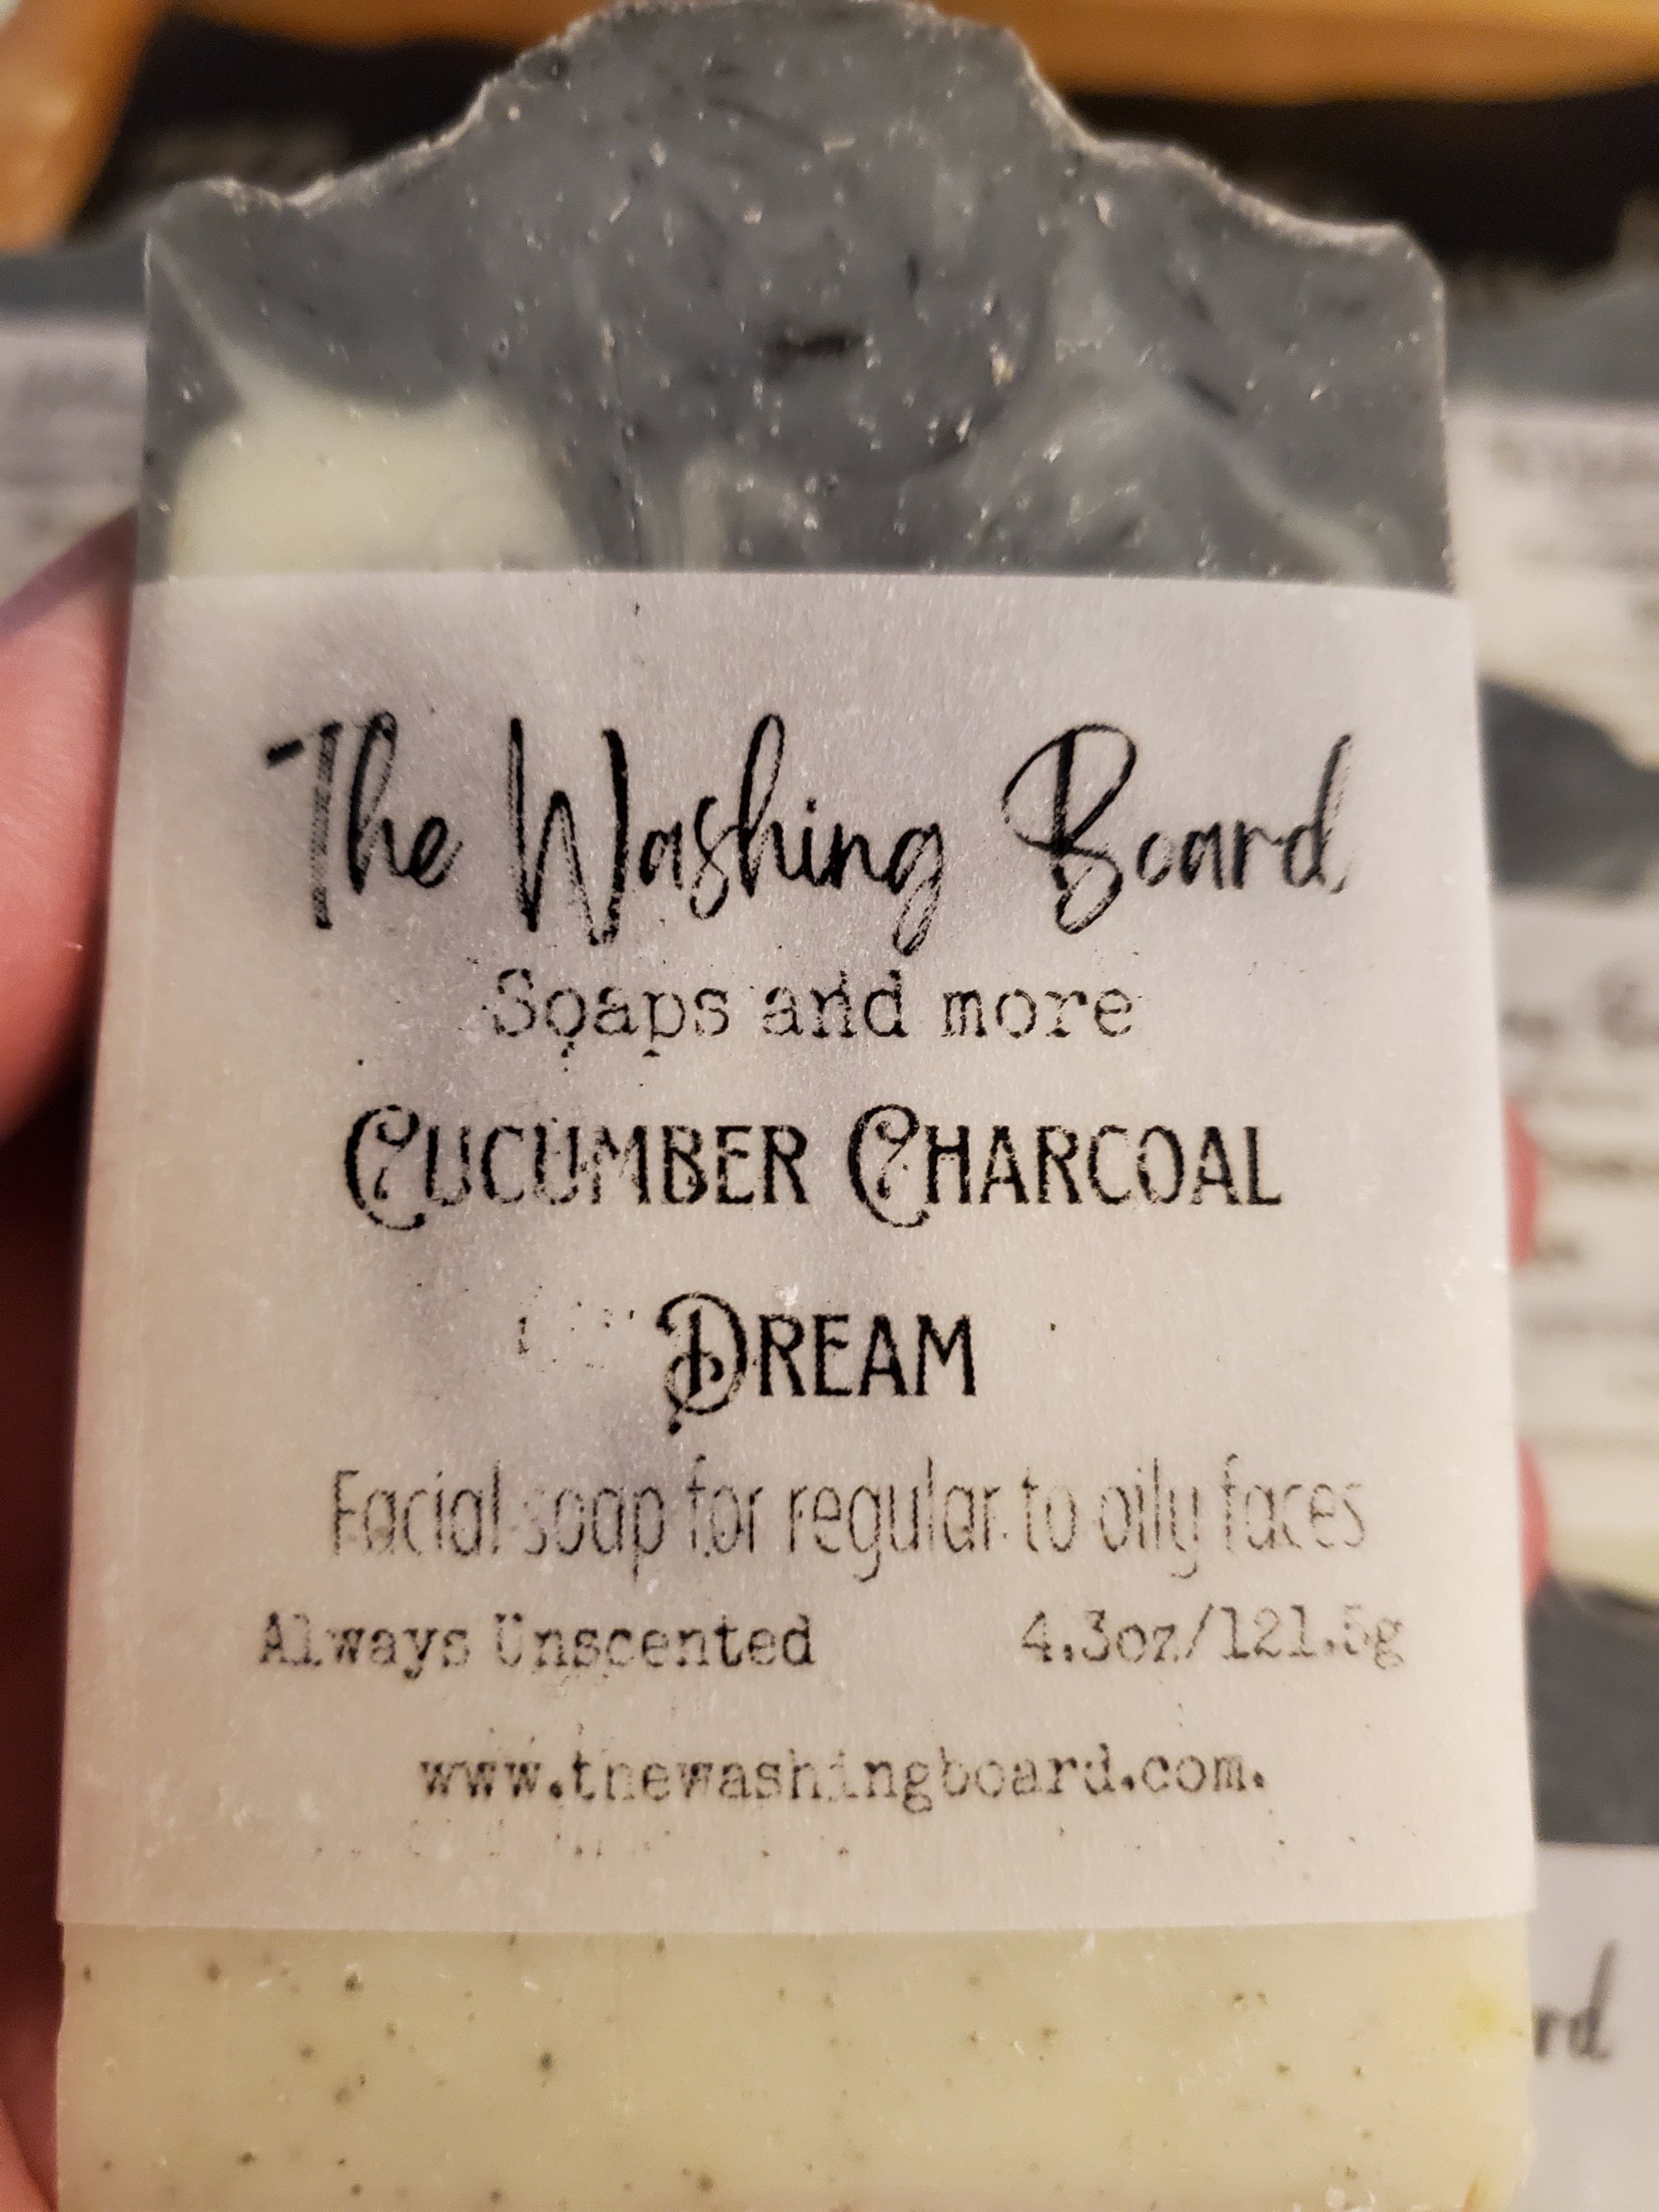 The Washing Board
Soaps and more
CUCUMBER CHARCOAL
DREAM
Facial soap for regular to oily faces
Always Unscented 4.3oz/121.5g
www.thewashingboard.com.
rd